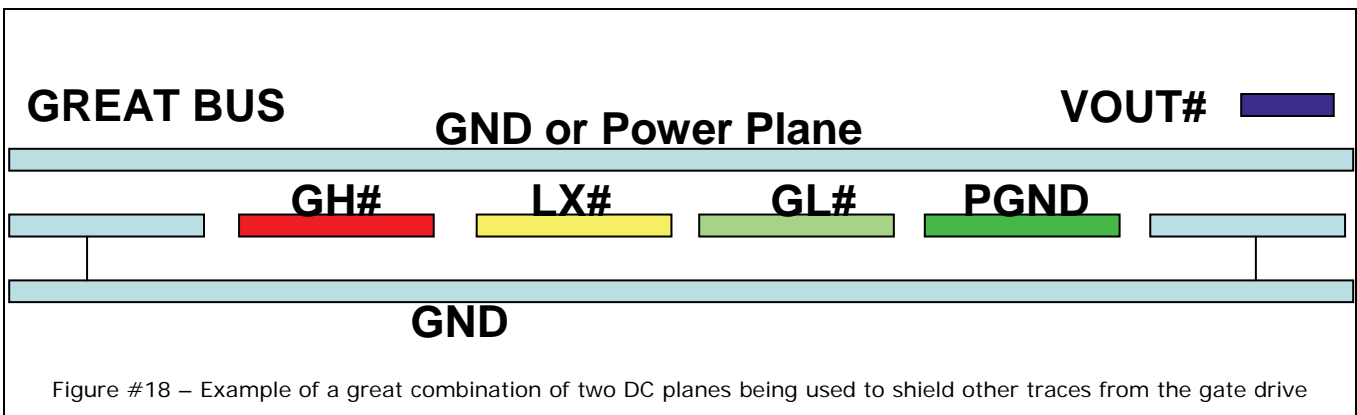 GREAT BUS
VOUT#
GND or Power Plane
GH# LX# GL# PGND
GND
Figure #18 – Example of a great combination of two DC planes being used to shield other traces from the gate drive